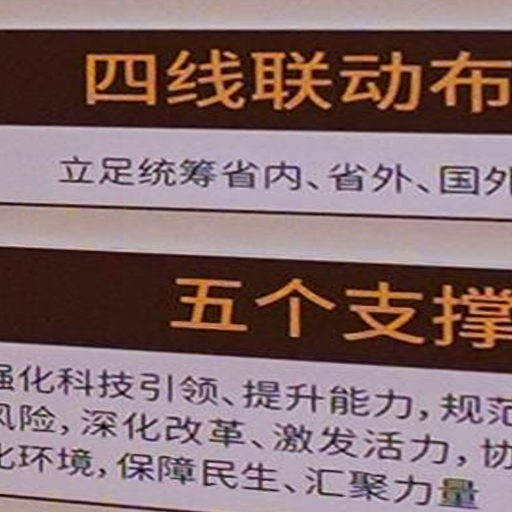 四线联动布
立足统筹省内、省外、国外
五个支撑
强化科技引领、提升能力,规范
风险,深化改革、激发活力,协
化环境,保障民生、汇聚力量